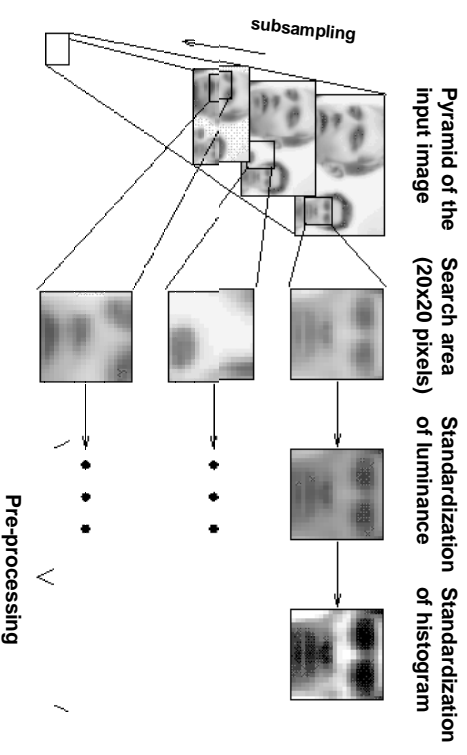 subsampling
Pyramid of the
input image
Search area
(20x20 pixels)
Standardization
of luminance
Standardization
of histogram
Pre-processing